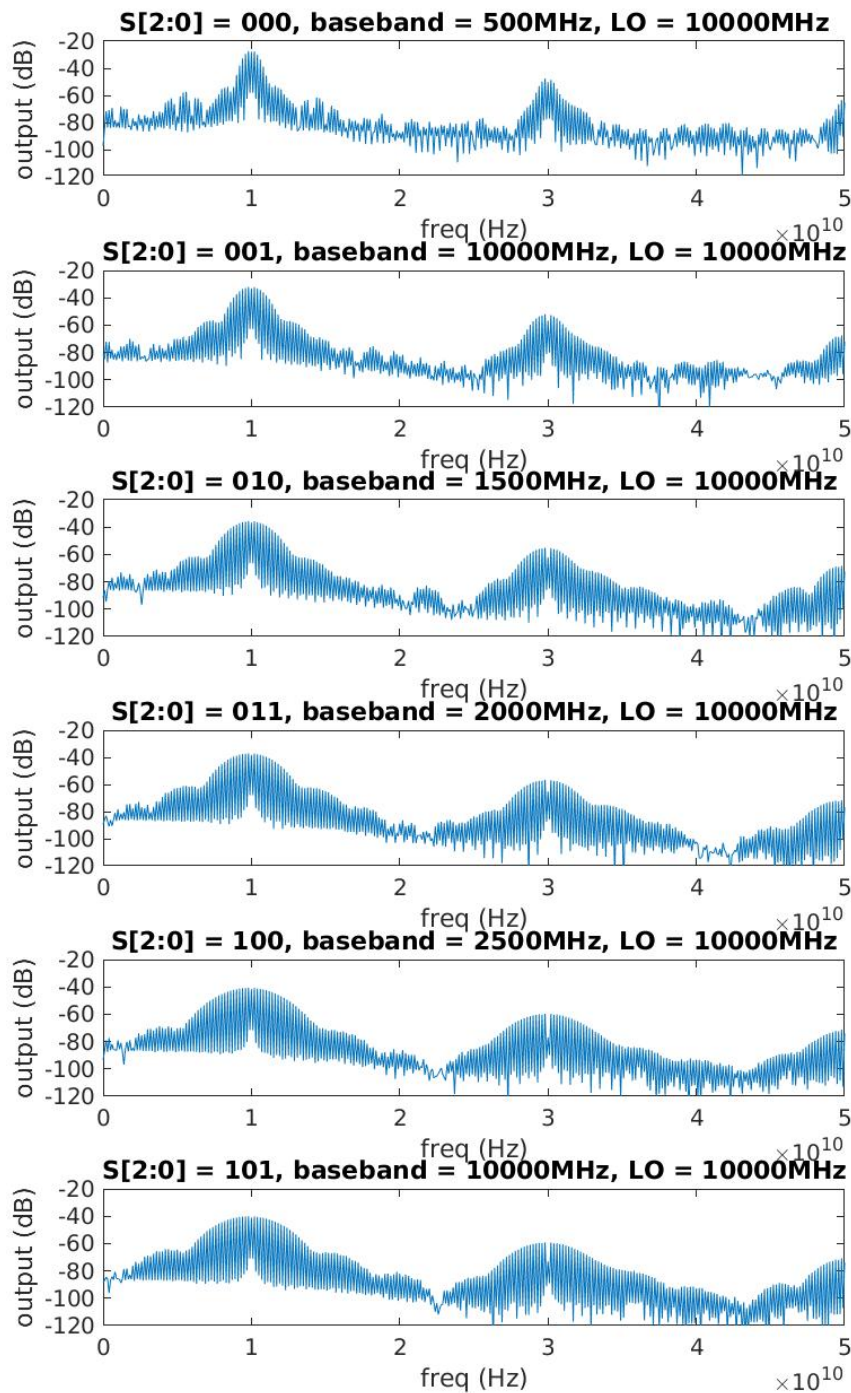 S[2:0] = 000, baseband = 500MHz, LO = 10000MHz
output (dB)
-20
-40
-60
-80
-100
-120
0 1 2 3 4 5
freq (Hz)
×10^10
S[2:0] = 001, baseband = 10000MHz, LO = 10000MHz
output (dB)
-20
-40
-60
-80
-100
-120
0 1 2 3 4 5
freq (Hz)
×10^10
S[2:0] = 010, baseband = 1500MHz, LO = 10000MHz
output (dB)
-20
-40
-60
-80
-100
-120
0 1 2 3 4 5
freq (Hz)
×10^10
S[2:0] = 011, baseband = 2000MHz, LO = 10000MHz
output (dB)
-20
-40
-60
-80
-100
-120
0 1 2 3 4 5
freq (Hz)
×10^10
S[2:0] = 100, baseband = 2500MHz, LO = 10000MHz
output (dB)
-20
-40
-60
-80
-100
-120
0 1 2 3 4 5
freq (Hz)
×10^10
S[2:0] = 101, baseband = 10000MHz, LO = 10000MHz
output (dB)
-20
-40
-60
-80
-100
-120
0 1 2 3 4 5
freq (Hz)
×10^10